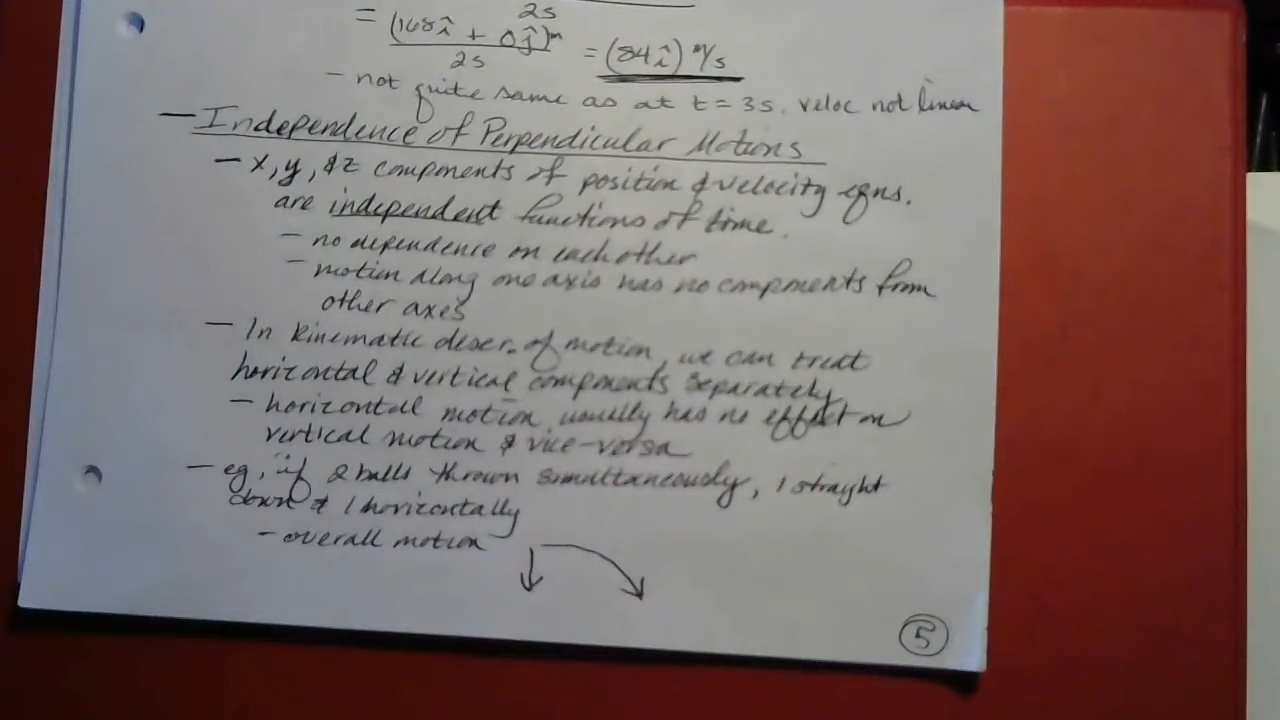 2s
= (168î + 0ĵ)m
2s
= (84î) m/s
- not quite same as at t = 3s. veloc not linear
- Independence of Perpendicular Motions
- x, y, & z components of position & velocity eqns.
are independent functions of time.
- no dependence on each other
- motion along one axis has no components from
other axes
- In kinematic descr. of motion, we can treat
horizontal & vertical components separately
- horizontal motion usually has no effect on
vertical motion & vice-versa
- eg, if 2 balls thrown simultaneously, 1 straight
down & 1 horizontally
- overall motion
5